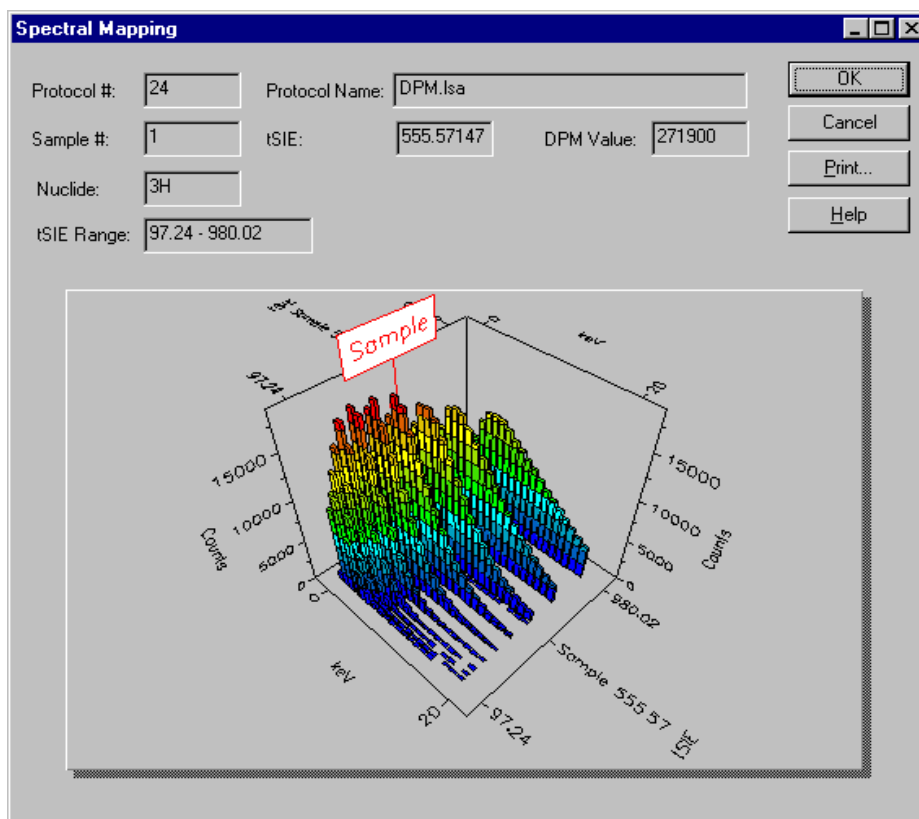 Spectral Mapping
Protocol #: 24 Protocol Name: DPM.lsa OK
Sample #: 1 tSIE: 555.57147 DPM Value: 271900 Cancel
Nuclide: 3H Print...
tSIE Range: 97.24 - 980.02 Help
Sample
0 keV 20
97.24
15000 15000
10000 10000
5000 5000
Counts Counts
0 0
0 980.02
keV Sample 555.57 tSIE
20 97.24